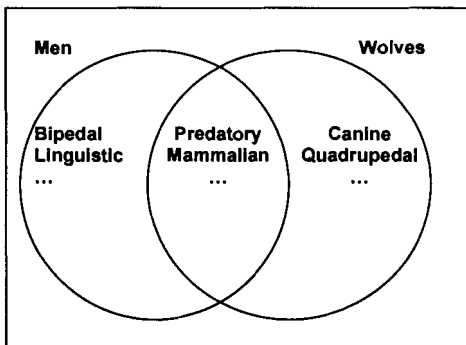 Men
Wolves
Bipedal
Linguistic
...
Predatory
Mammalian
...
Canine
Quadrupedal
...